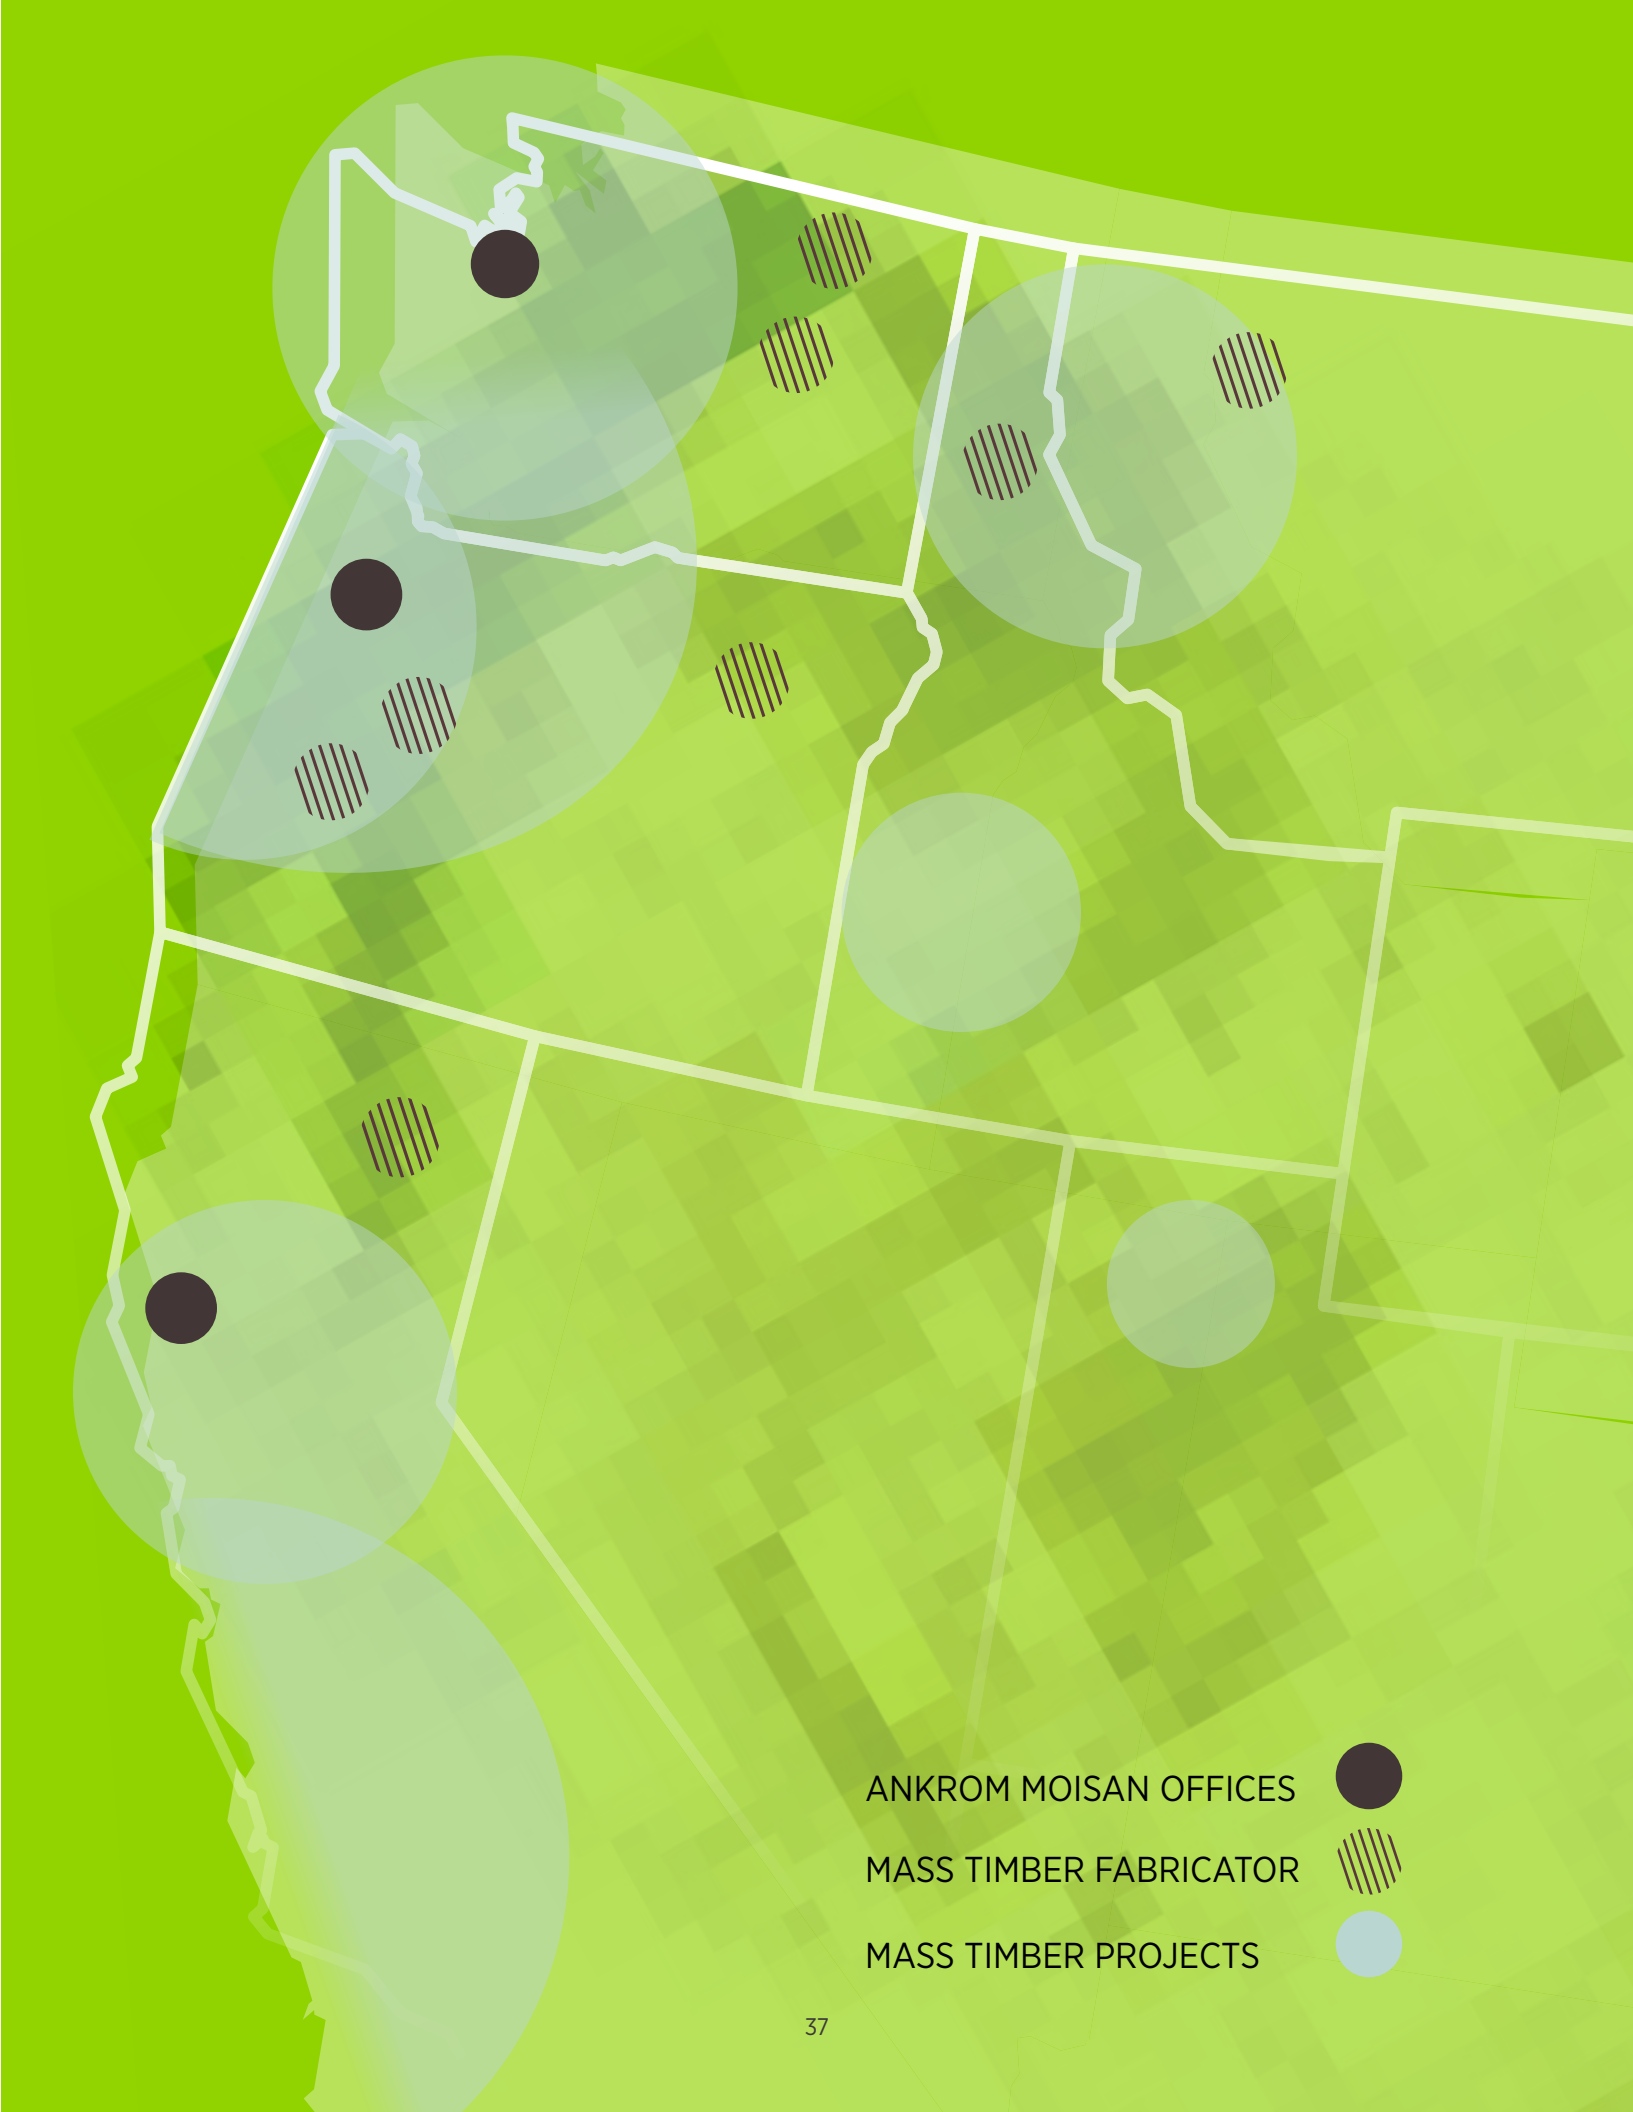 ANKROM MOISAN OFFICES
MASS TIMBER FABRICATOR
MASS TIMBER PROJECTS
37